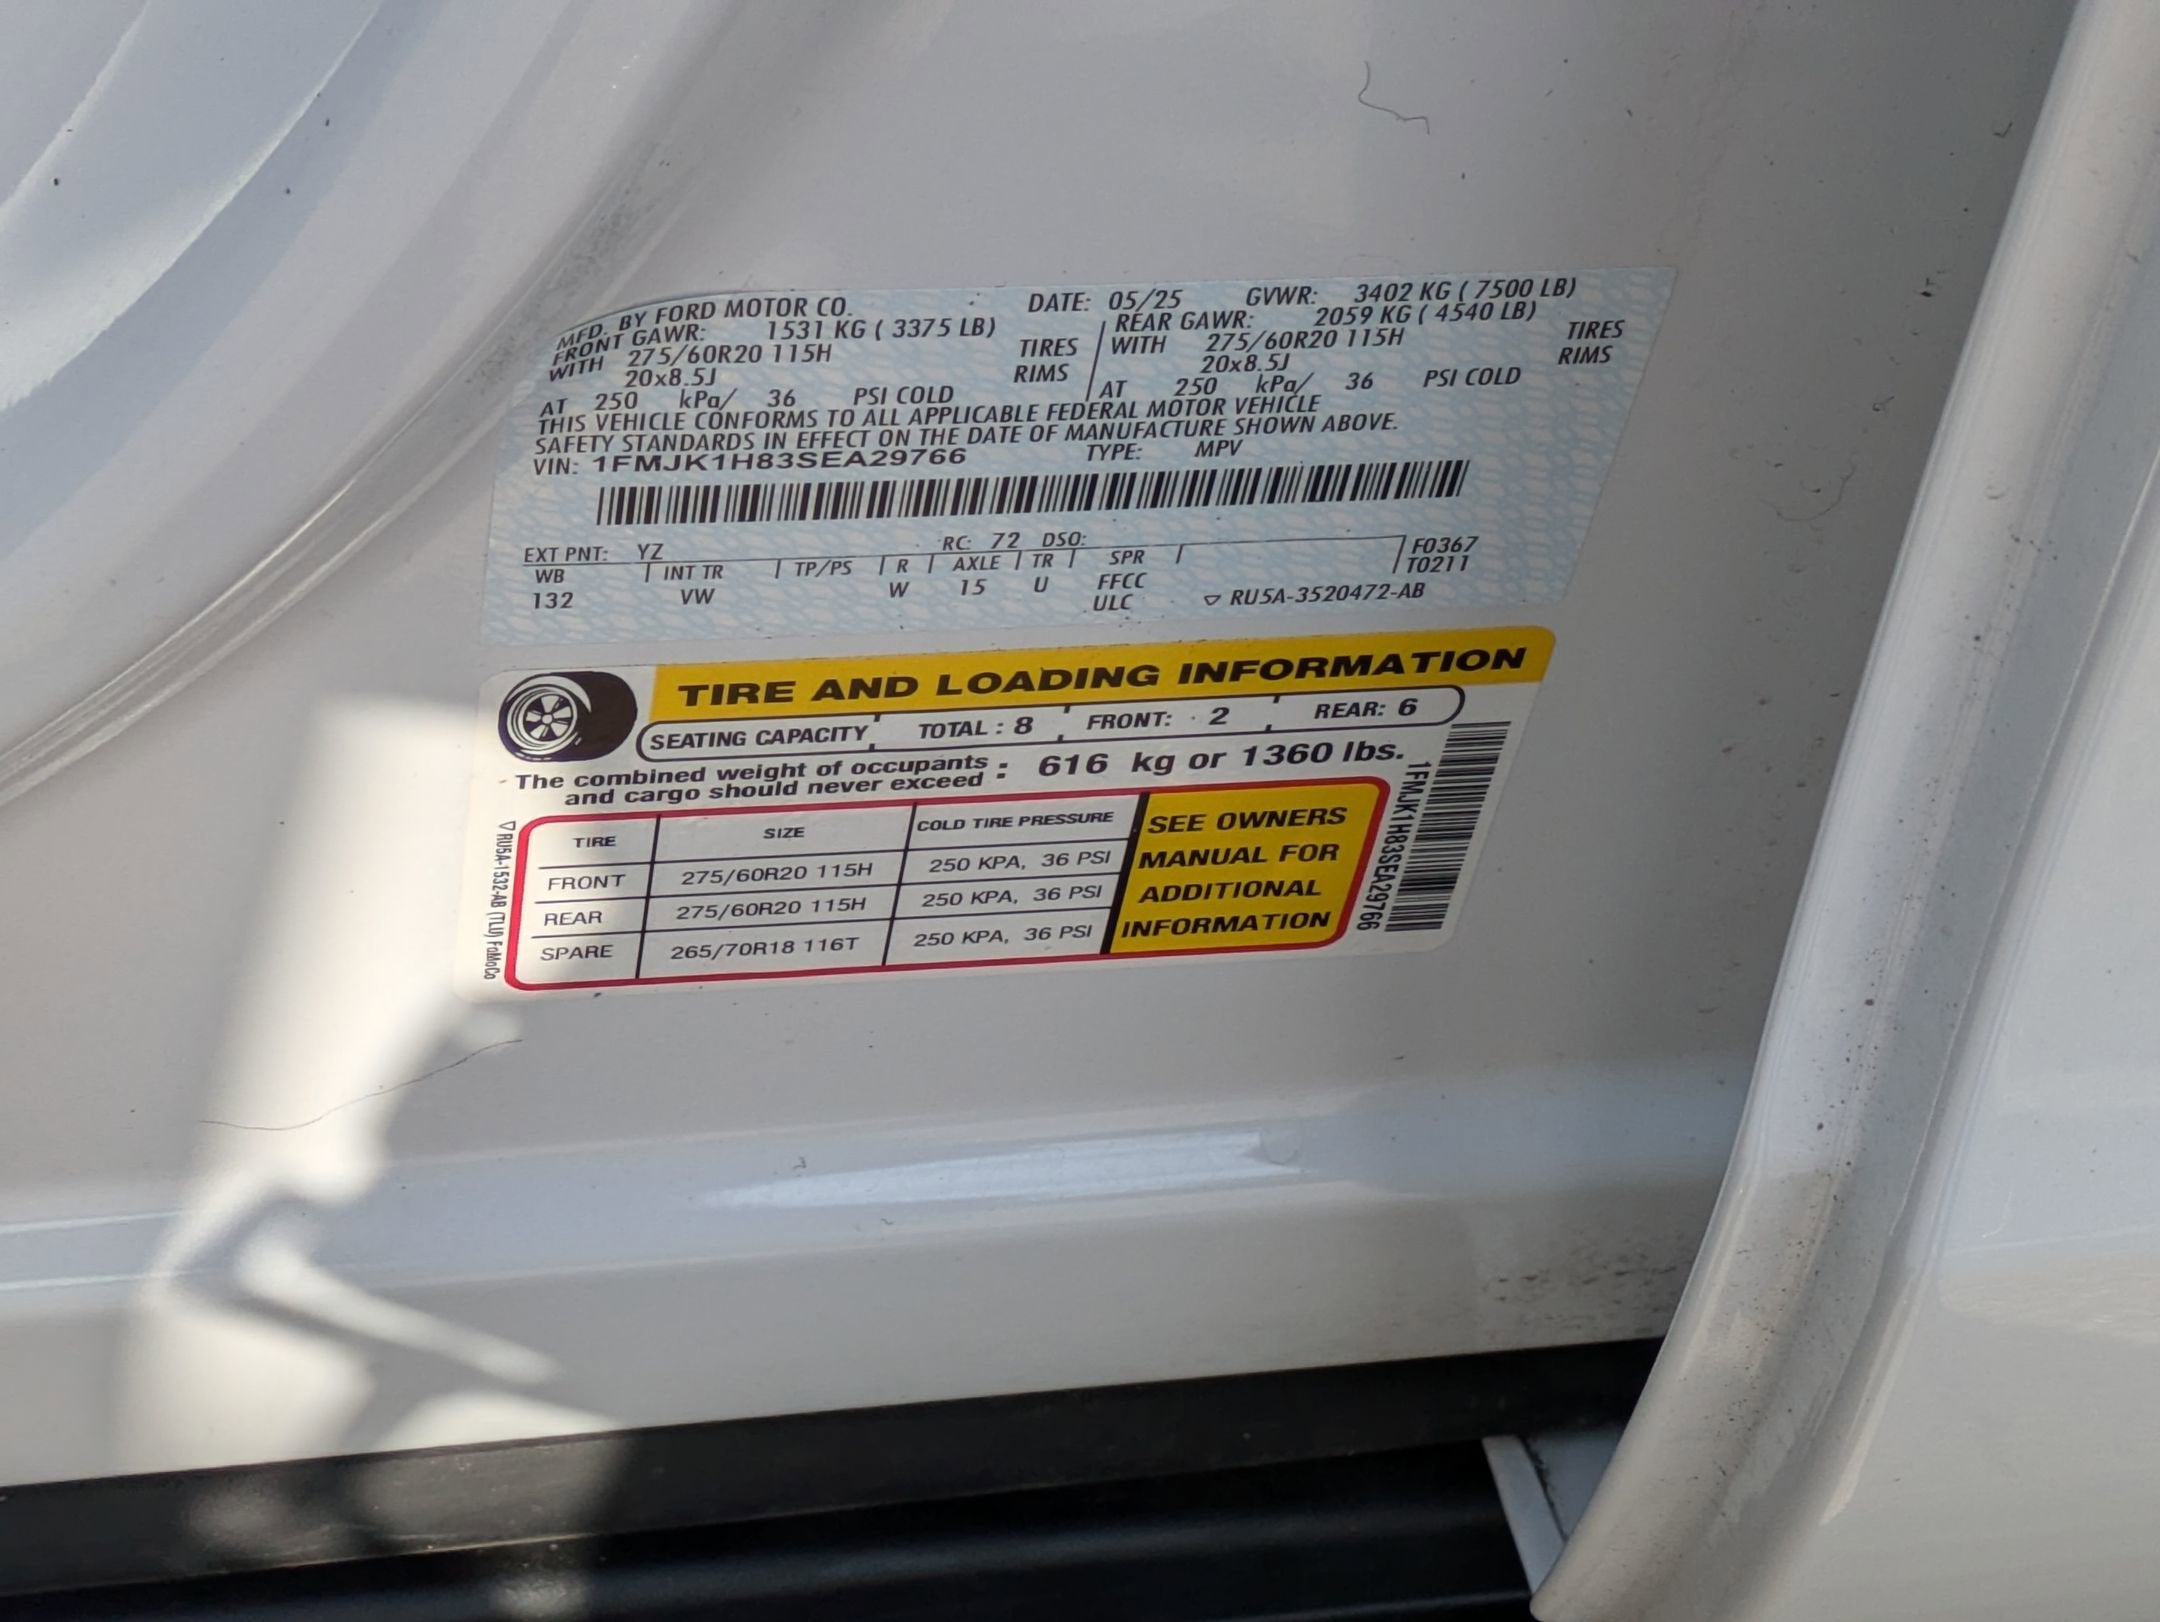 MFD. BY FORD MOTOR CO. DATE: 05/25 GVWR: 3402 KG ( 7500 LB)
FRONT GAWR: 1531 KG ( 3375 LB) REAR GAWR: 2059 KG ( 4540 LB)
WITH 275/60R20 115H TIRES WITH 275/60R20 115H TIRES
20x8.5J RIMS 20x8.5J RIMS
AT 250 kPa/ 36 PSI COLD AT 250 kPa/ 36 PSI COLD
THIS VEHICLE CONFORMS TO ALL APPLICABLE FEDERAL MOTOR VEHICLE
SAFETY STANDARDS IN EFFECT ON THE DATE OF MANUFACTURE SHOWN ABOVE.
VIN: 1FMJK1H83SEA29766 TYPE: MPV
EXT PNT: YZ RC: 72 DSO: F0367
WB INT TR TP/PS R AXLE TR SPR T0211
132 VW W 15 U FFCC
ULC RU5A-3520472-AB
TIRE AND LOADING INFORMATION
SEATING CAPACITY TOTAL : 8 FRONT: 2 REAR: 6
The combined weight of occupants
and cargo should never exceed : 616 kg or 1360 lbs.
TIRE SIZE COLD TIRE PRESSURE
FRONT 275/60R20 115H 250 KPA, 36 PSI
REAR 275/60R20 115H 250 KPA, 36 PSI
SPARE 265/70R18 116T 250 KPA, 36 PSI
SEE OWNERS
MANUAL FOR
ADDITIONAL
INFORMATION
1FMJK1H83SEA29766
RU5A-1532-AB (TLU) FoMoCo